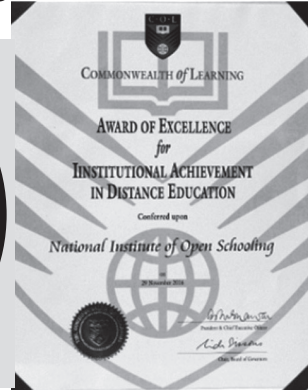 C·O·L
COMMONWEALTH of LEARNING
AWARD OF EXCELLENCE
for
IINSTITUTIONAL ACHIEVEMENT
IN DISTANCE EDUCATION
Conferred upon
National Institute of Open Schooling
on
29 November 2016
President & Chief Executive Officer
Chair, Board of Governors